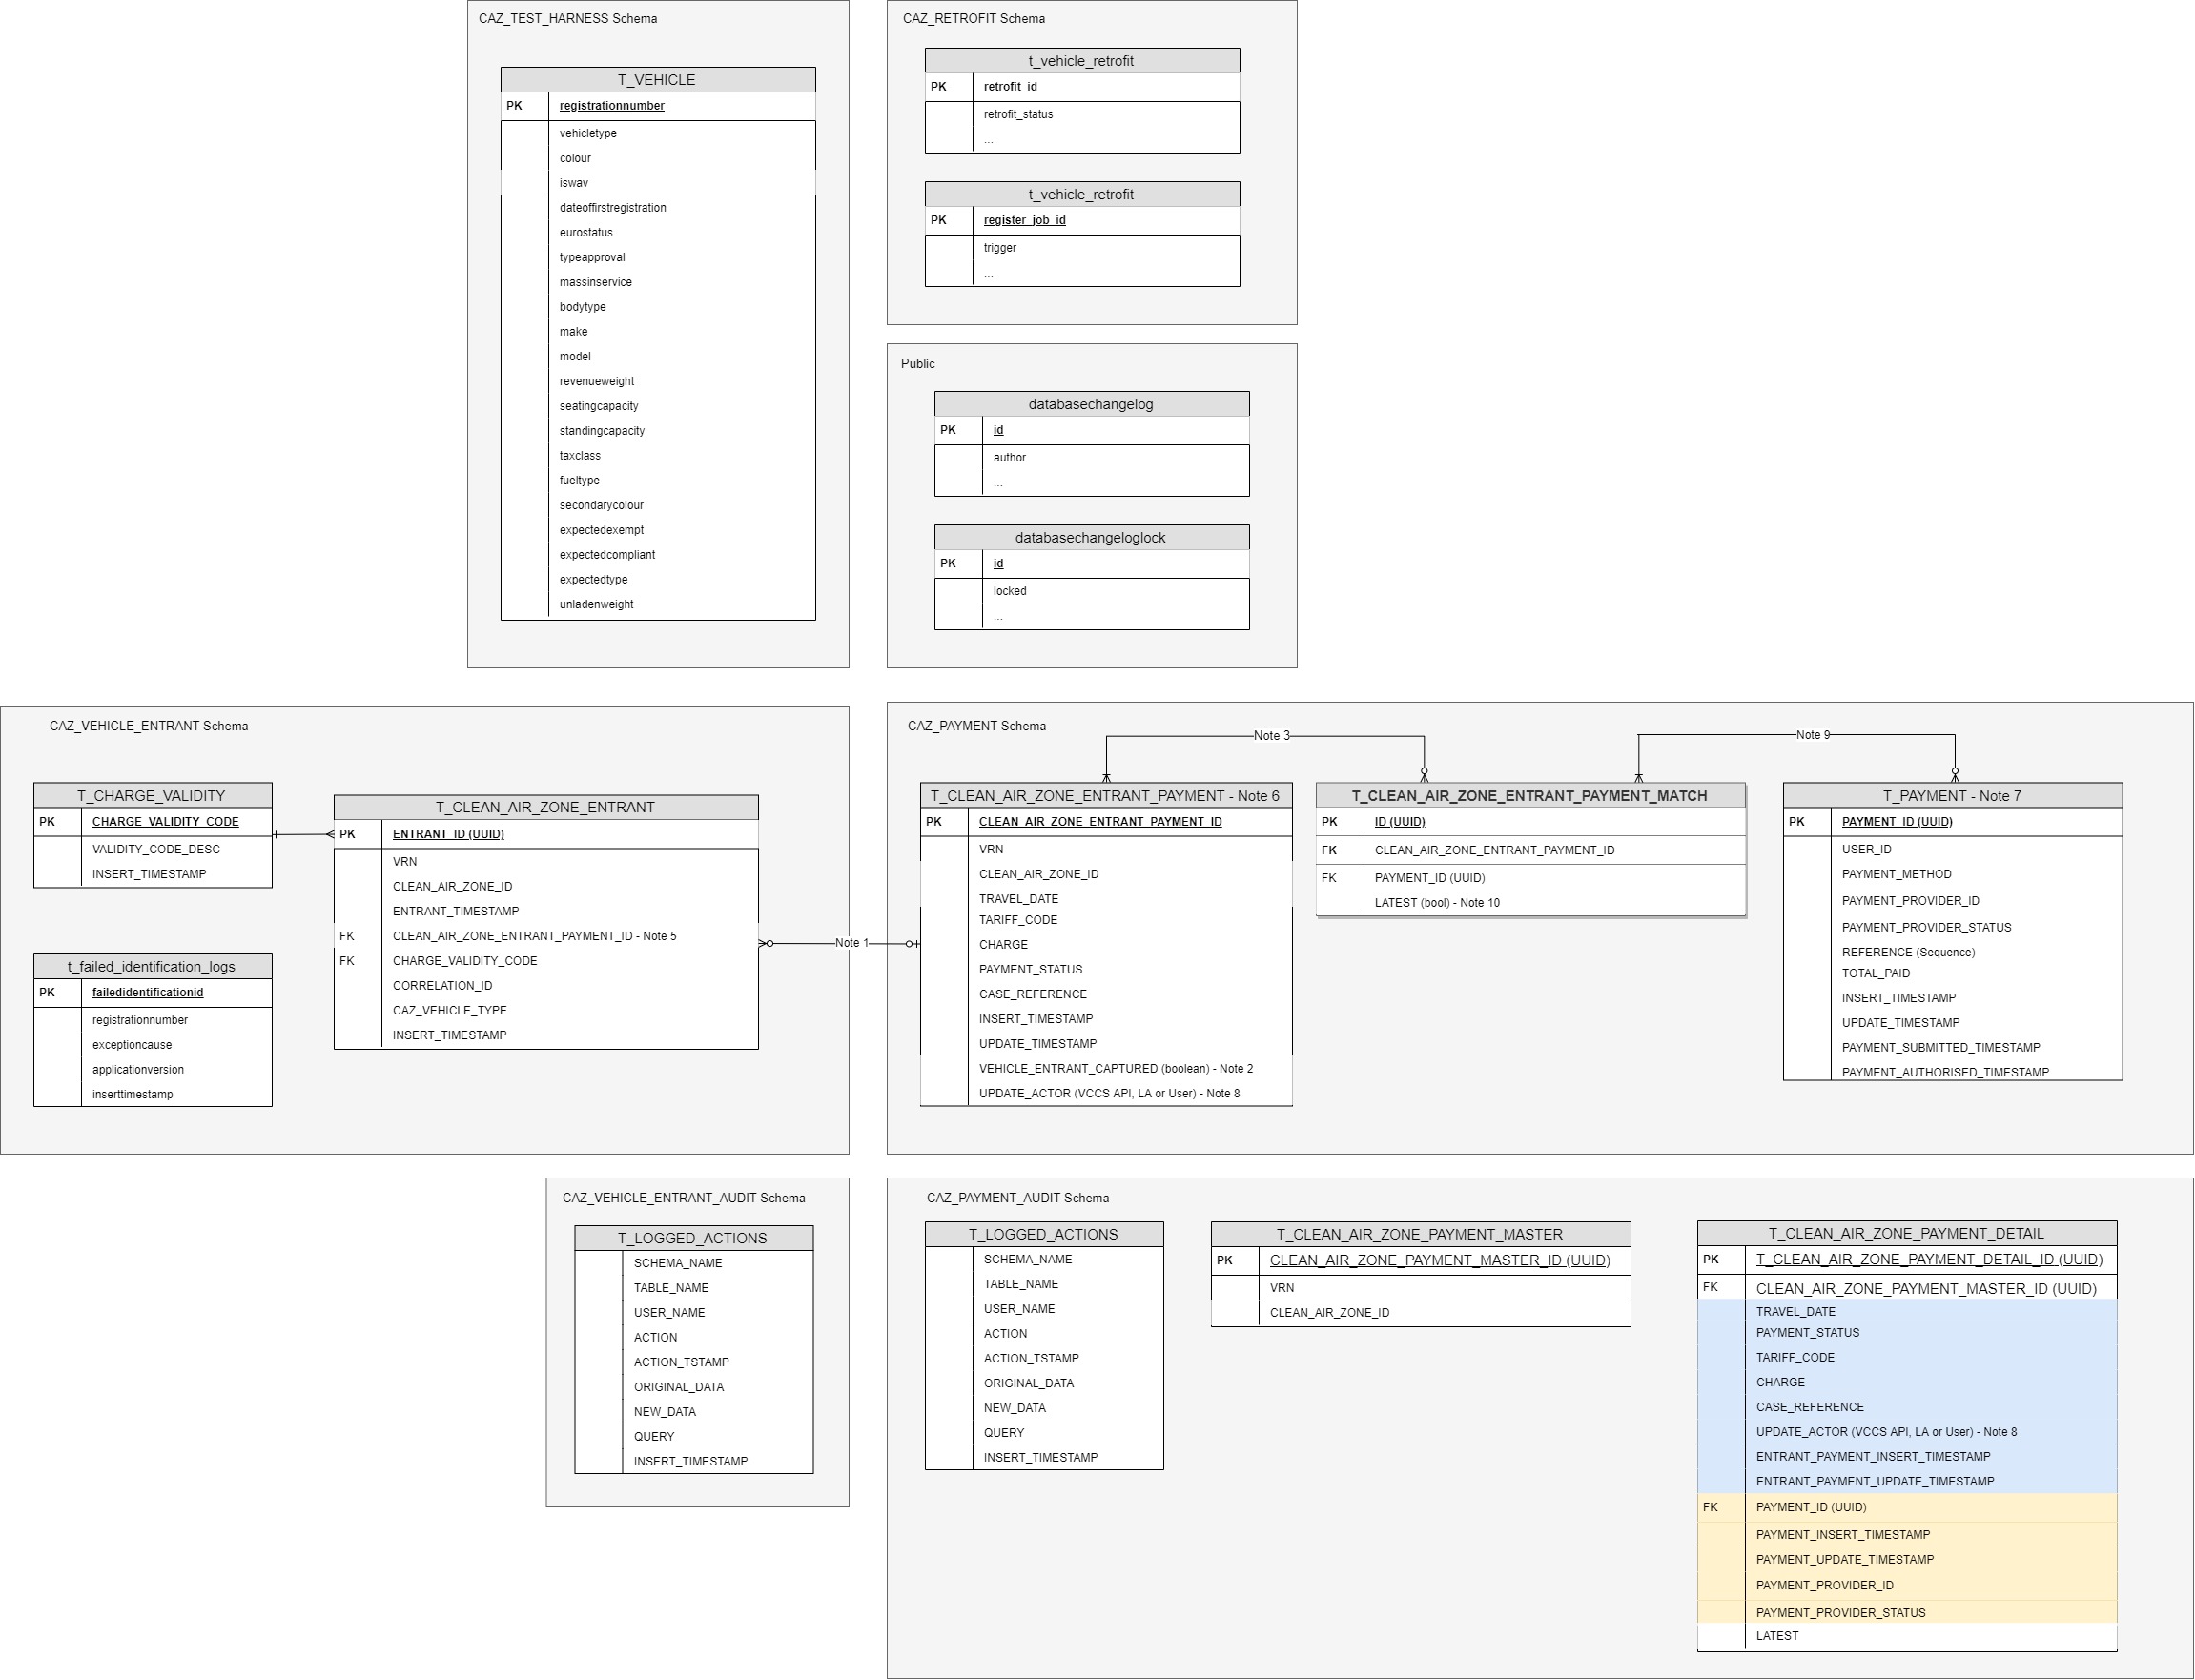 CAZ_TEST_HARNESS Schema
T_VEHICLE
PK registrationnumber
vehicletype
colour
iswav
dateoffirstregistration
eurostatus
typeapproval
massinservice
bodytype
make
model
revenueweight
seatingcapacity
standingcapacity
taxclass
fueltype
secondarycolour
expectedexempt
expectedcompliant
expectedtype
unladenweight
CAZ_RETROFIT Schema
t_vehicle_retrofit
PK retrofit_id
retrofit_status
...
t_vehicle_retrofit
PK register_job_id
trigger
...
Public
databasechangelog
PK id
author
...
databasechangeloglock
PK id
locked
...
CAZ_VEHICLE_ENTRANT Schema
T_CHARGE_VALIDITY
PK CHARGE_VALIDITY_CODE
VALIDITY_CODE_DESC
INSERT_TIMESTAMP
t_failed_identification_logs
PK failedidentificationid
registrationnumber
exceptioncause
applicationversion
inserttimestamp
T_CLEAN_AIR_ZONE_ENTRANT
PK ENTRANT_ID (UUID)
VRN
CLEAN_AIR_ZONE_ID
ENTRANT_TIMESTAMP
FK CLEAN_AIR_ZONE_ENTRANT_PAYMENT_ID - Note 5
FK CHARGE_VALIDITY_CODE
CORRELATION_ID
CAZ_VEHICLE_TYPE
INSERT_TIMESTAMP
Note 1
CAZ_PAYMENT Schema
Note 3
Note 9
T_CLEAN_AIR_ZONE_ENTRANT_PAYMENT - Note 6
PK CLEAN_AIR_ZONE_ENTRANT_PAYMENT_ID
VRN
CLEAN_AIR_ZONE_ID
TRAVEL_DATE
TARIFF_CODE
CHARGE
PAYMENT_STATUS
CASE_REFERENCE
INSERT_TIMESTAMP
UPDATE_TIMESTAMP
VEHICLE_ENTRANT_CAPTURED (boolean) - Note 2
UPDATE_ACTOR (VCCS API, LA or User) - Note 8
T_CLEAN_AIR_ZONE_ENTRANT_PAYMENT_MATCH
PK ID (UUID)
FK CLEAN_AIR_ZONE_ENTRANT_PAYMENT_ID
FK PAYMENT_ID (UUID)
LATEST (bool) - Note 10
T_PAYMENT - Note 7
PK PAYMENT_ID (UUID)
USER_ID
PAYMENT_METHOD
PAYMENT_PROVIDER_ID
PAYMENT_PROVIDER_STATUS
REFERENCE (Sequence)
TOTAL_PAID
INSERT_TIMESTAMP
UPDATE_TIMESTAMP
PAYMENT_SUBMITTED_TIMESTAMP
PAYMENT_AUTHORISED_TIMESTAMP
CAZ_VEHICLE_ENTRANT_AUDIT Schema
T_LOGGED_ACTIONS
SCHEMA_NAME
TABLE_NAME
USER_NAME
ACTION
ACTION_TSTAMP
ORIGINAL_DATA
NEW_DATA
QUERY
INSERT_TIMESTAMP
CAZ_PAYMENT_AUDIT Schema
T_LOGGED_ACTIONS
SCHEMA_NAME
TABLE_NAME
USER_NAME
ACTION
ACTION_TSTAMP
ORIGINAL_DATA
NEW_DATA
QUERY
INSERT_TIMESTAMP
T_CLEAN_AIR_ZONE_PAYMENT_MASTER
PK CLEAN_AIR_ZONE_PAYMENT_MASTER_ID (UUID)
VRN
CLEAN_AIR_ZONE_ID
T_CLEAN_AIR_ZONE_PAYMENT_DETAIL
PK T_CLEAN_AIR_ZONE_PAYMENT_DETAIL_ID (UUID)
FK CLEAN_AIR_ZONE_PAYMENT_MASTER_ID (UUID)
TRAVEL_DATE
PAYMENT_STATUS
TARIFF_CODE
CHARGE
CASE_REFERENCE
UPDATE_ACTOR (VCCS API, LA or User) - Note 8
ENTRANT_PAYMENT_INSERT_TIMESTAMP
ENTRANT_PAYMENT_UPDATE_TIMESTAMP
FK PAYMENT_ID (UUID)
PAYMENT_INSERT_TIMESTAMP
PAYMENT_UPDATE_TIMESTAMP
PAYMENT_PROVIDER_ID
PAYMENT_PROVIDER_STATUS
LATEST